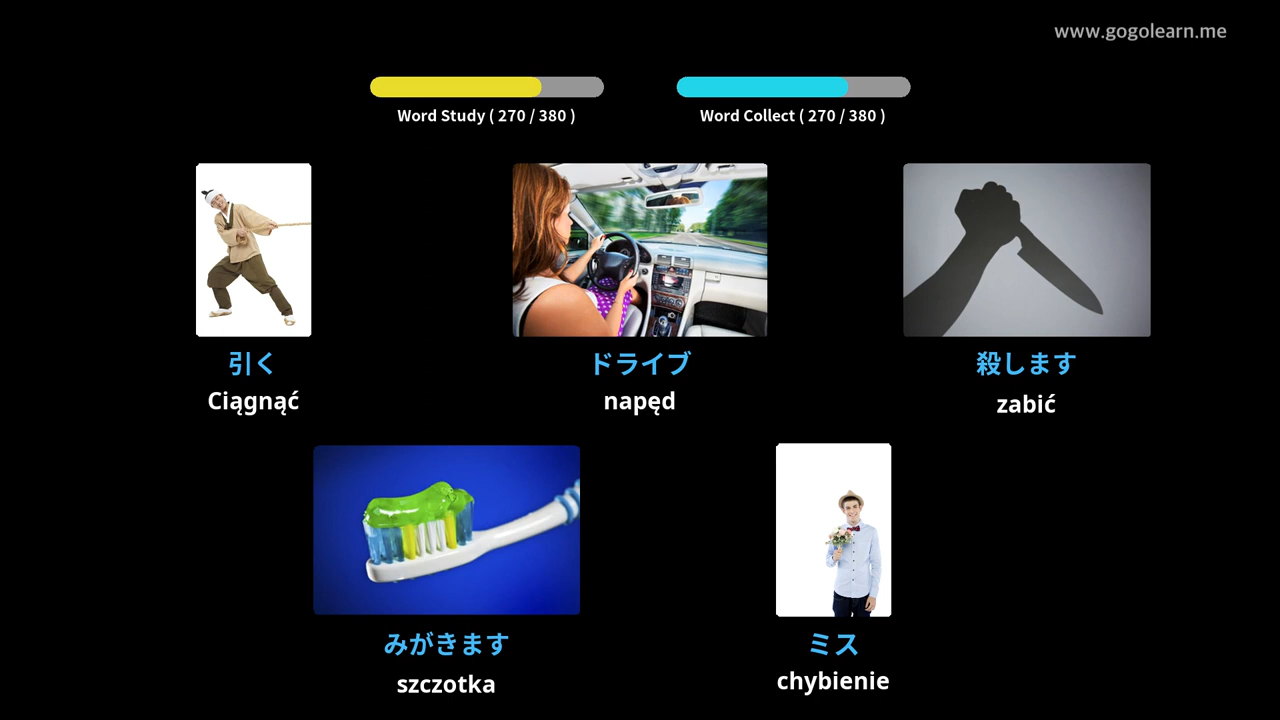 www.gogolearn.me
Word Study ( 270 / 380 )
Word Collect ( 270 / 380 )
引く
Ciągnąć
ドライブ
napęd
殺します
zabić
みがきます
szczotka
ミス
chybienie